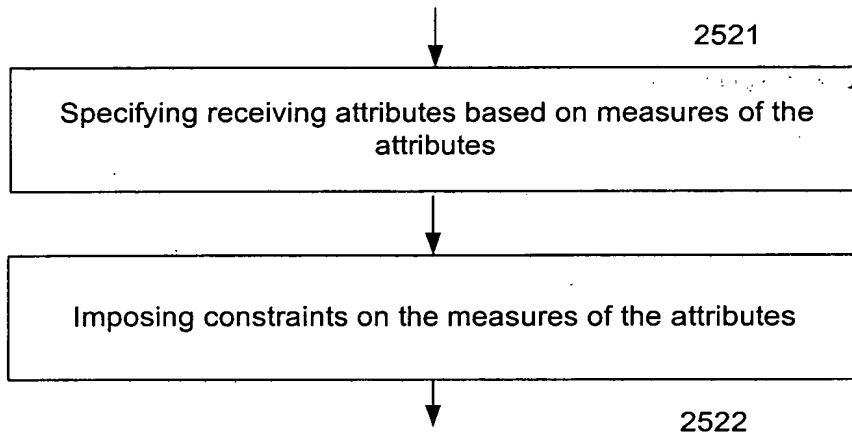 2521
Specifying receiving attributes based on measures of the
attributes
Imposing constraints on the measures of the attributes
2522